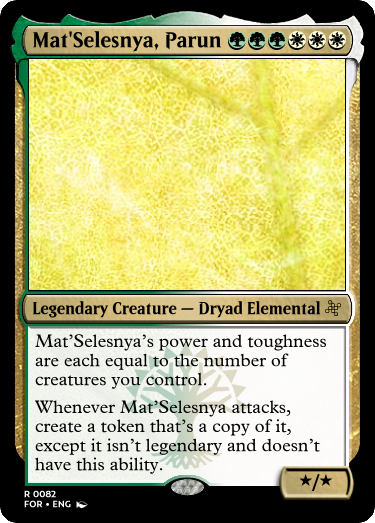 Mat'Selesnya, Parun
Legendary Creature — Dryad Elemental
Mat'Selesnya's power and toughness
are each equal to the number of
creatures you control.
Whenever Mat'Selesnya attacks,
create a token that's a copy of it,
except it isn't legendary and doesn't
have this ability.
★/★
R 0082
FOR • ENG